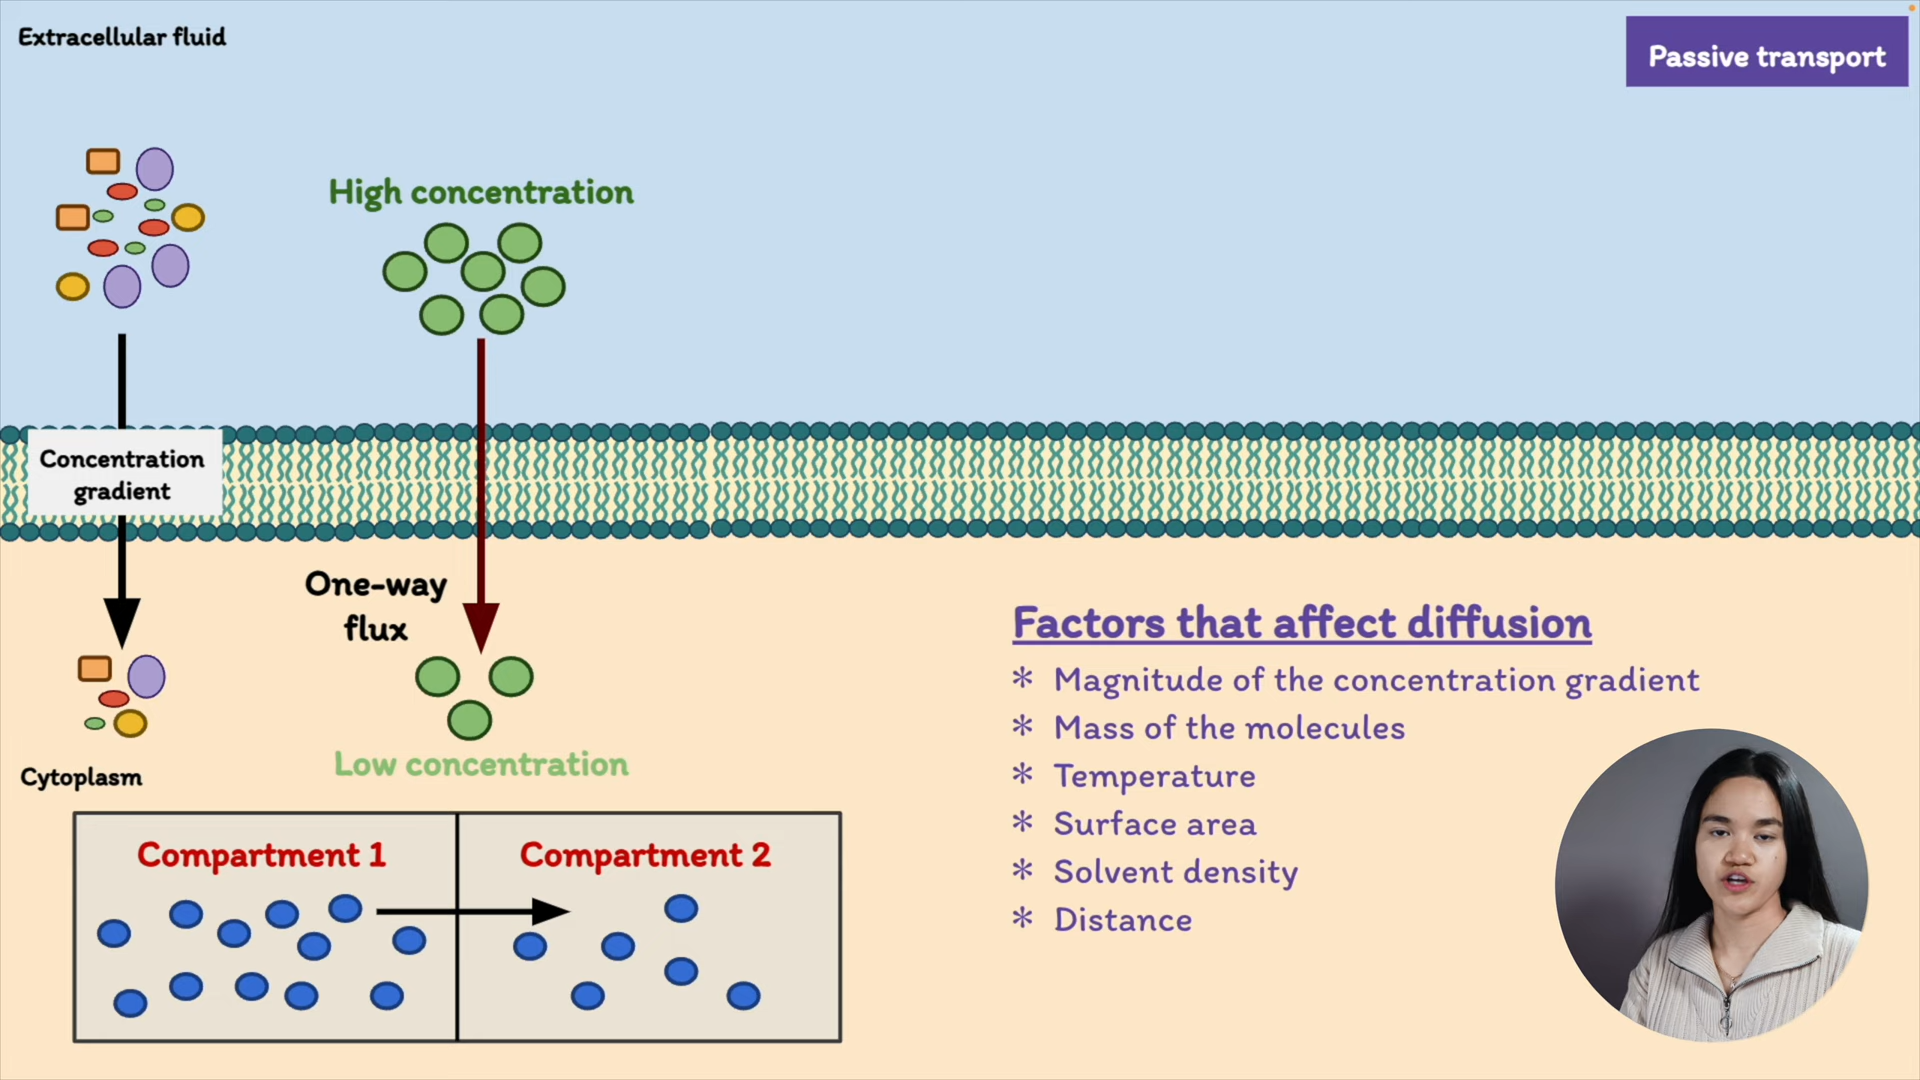 Extracellular fluid
Passive transport
High concentration
Concentration
gradient
One-way
flux
Low concentration
Cytoplasm
Compartment 1
Compartment 2
Factors that affect diffusion
* Magnitude of the concentration gradient
* Mass of the molecules
* Temperature
* Surface area
* Solvent density
* Distance